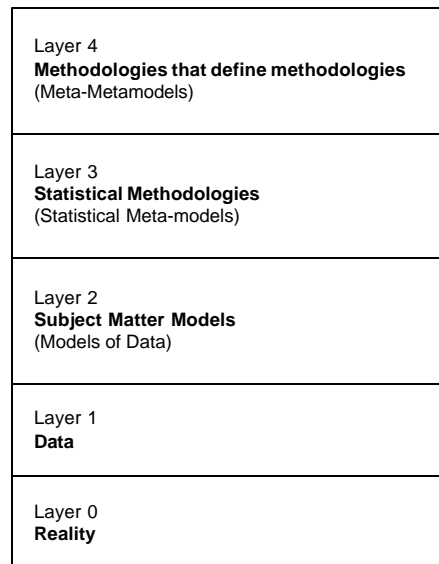 Layer 4
Methodologies that define methodologies
(Meta-Metamodels)
Layer 3
Statistical Methodologies
(Statistical Meta-models)
Layer 2
Subject Matter Models
(Models of Data)
Layer 1
Data
Layer 0
Reality